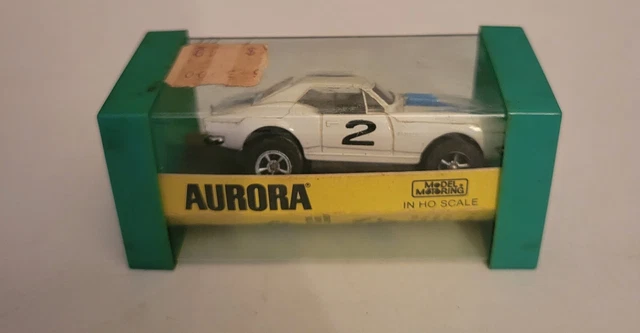 2
AURORA®
MODEL
MOTORING
IN HO SCALE